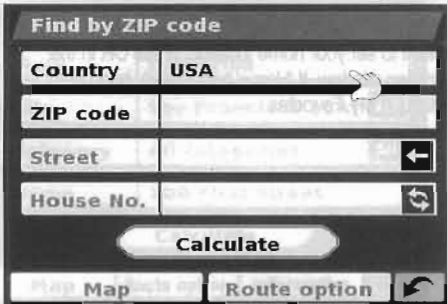 Find by ZIP code
Country USA
ZIP code
Street
House No.
Calculate
Map Route option